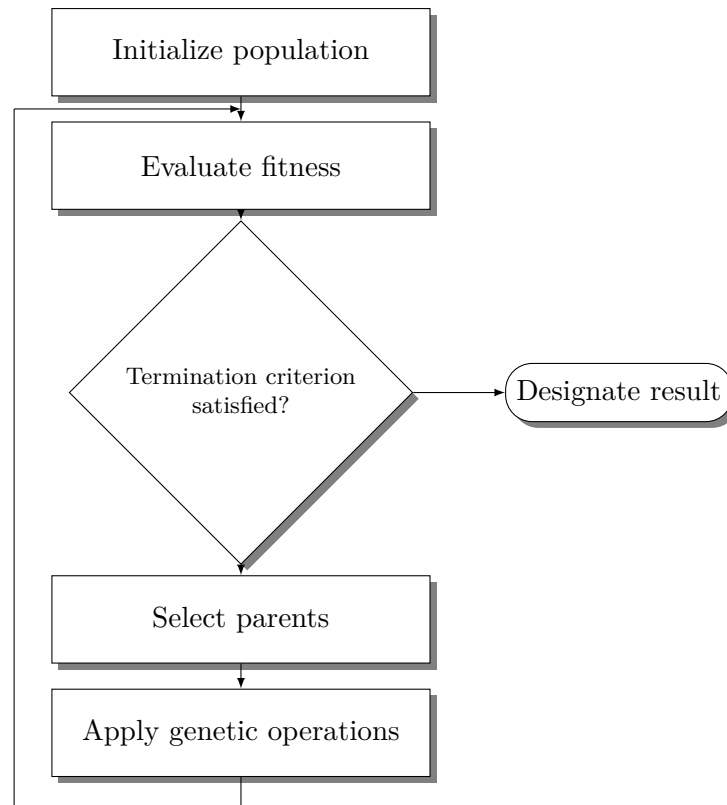 Initialize population
Evaluate fitness
Termination criterion
satisfied?
Designate result
Select parents
Apply genetic operations